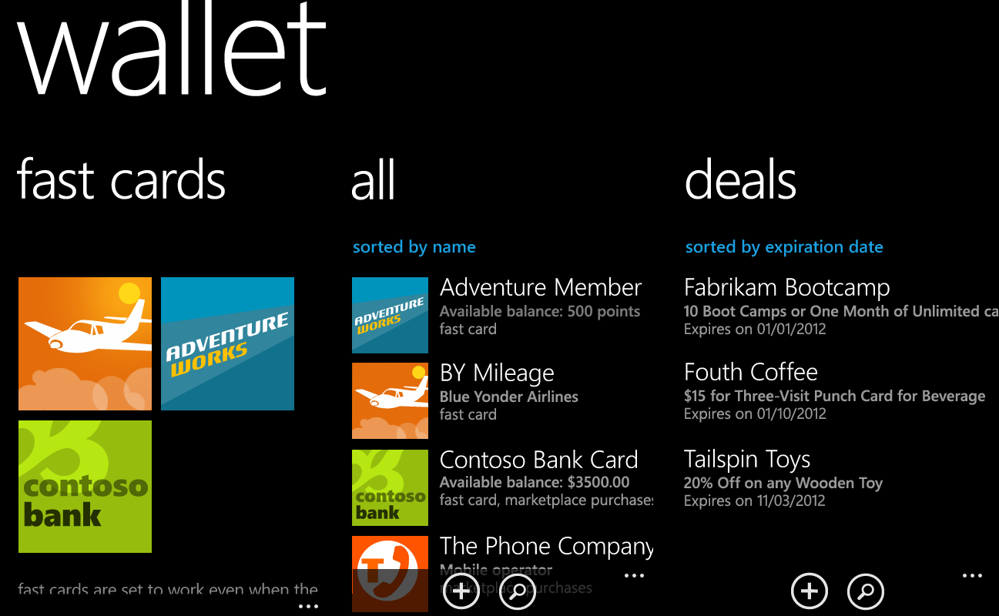 wallet
fast cards
ADVENTURE
WORKS
contoso
bank
fast cards are set to work even when the
all
sorted by name
ADVENTURE
WORKS
Adventure Member
Available balance: 500 points
fast card
BY Mileage
Blue Yonder Airlines
fast card
contoso
bank
Contoso Bank Card
Available balance: $3500.00
fast card, marketplace purchases
T
The Phone Company
Mobile operator
marketplace purchases
deals
sorted by expiration date
Fabrikam Bootcamp
10 Boot Camps or One Month of Unlimited ca
Expires on 01/01/2012
Fouth Coffee
$15 for Three-Visit Punch Card for Beverage
Expires on 01/10/2012
Tailspin Toys
20% Off on any Wooden Toy
Expires on 11/03/2012